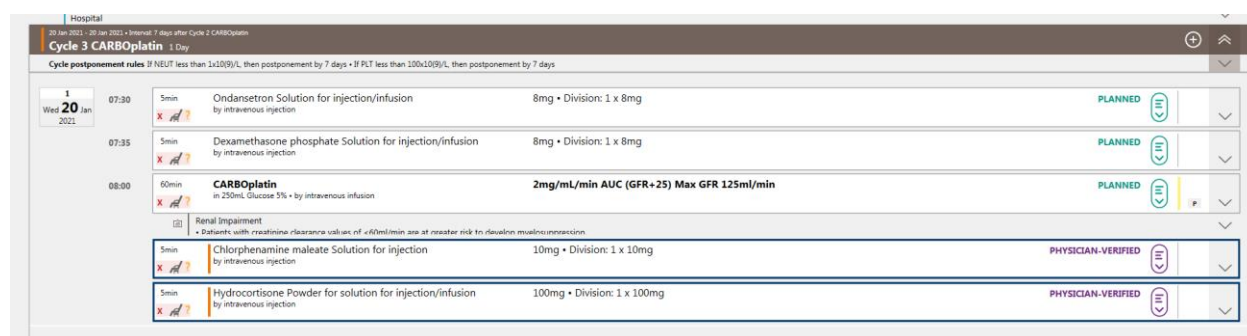 Hospital
20 Jan 2021 - 20 Jan 2021 • Interval: 7 days after Cycle 2 CARBOplatin
Cycle 3 CARBOplatin 1 Day
Cycle postponement rules If NEUT less than 1x10(9)/L, then postponement by 7 days • If PLT less than 100x10(9)/L, then postponement by 7 days
1
Wed 20 Jan
2021
07:30
5min
X ?
Ondansetron Solution for injection/infusion
by intravenous injection
8mg • Division: 1 x 8mg
PLANNED
07:35
5min
X ?
Dexamethasone phosphate Solution for injection/infusion
by intravenous injection
8mg • Division: 1 x 8mg
PLANNED
08:00
60min
X ?
CARBOplatin
in 250mL Glucose 5% • by intravenous infusion
2mg/mL/min AUC (GFR+25) Max GFR 125ml/min
PLANNED
P
Renal Impairment
• Patients with creatinine clearance values of <60ml/min are at greater risk to develop myelosuppression
5min
X ?
Chlorphenamine maleate Solution for injection
by intravenous injection
10mg • Division: 1 x 10mg
PHYSICIAN-VERIFIED
5min
X ?
Hydrocortisone Powder for solution for injection/infusion
by intravenous injection
100mg • Division: 1 x 100mg
PHYSICIAN-VERIFIED